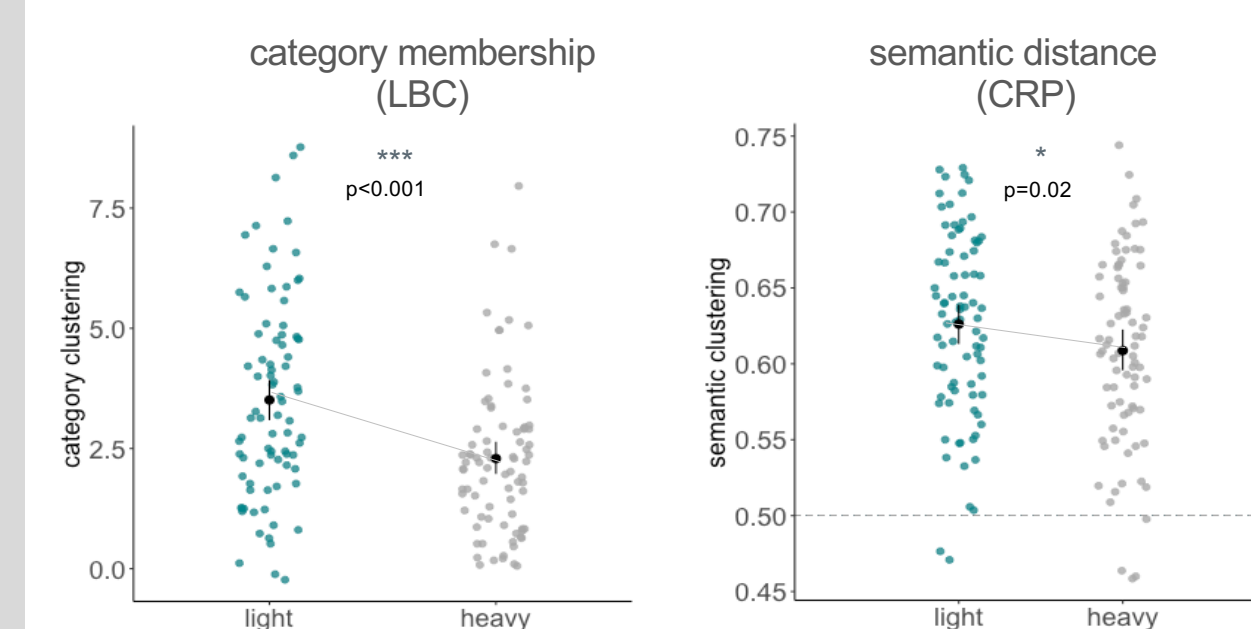 category membership
(LBC)
***
p<0.001
category clustering
7.5
5.0
2.5
0.0
light
heavy
semantic distance
(CRP)
*
p=0.02
semantic clustering
0.75
0.70
0.65
0.60
0.55
0.50
0.45
light
heavy